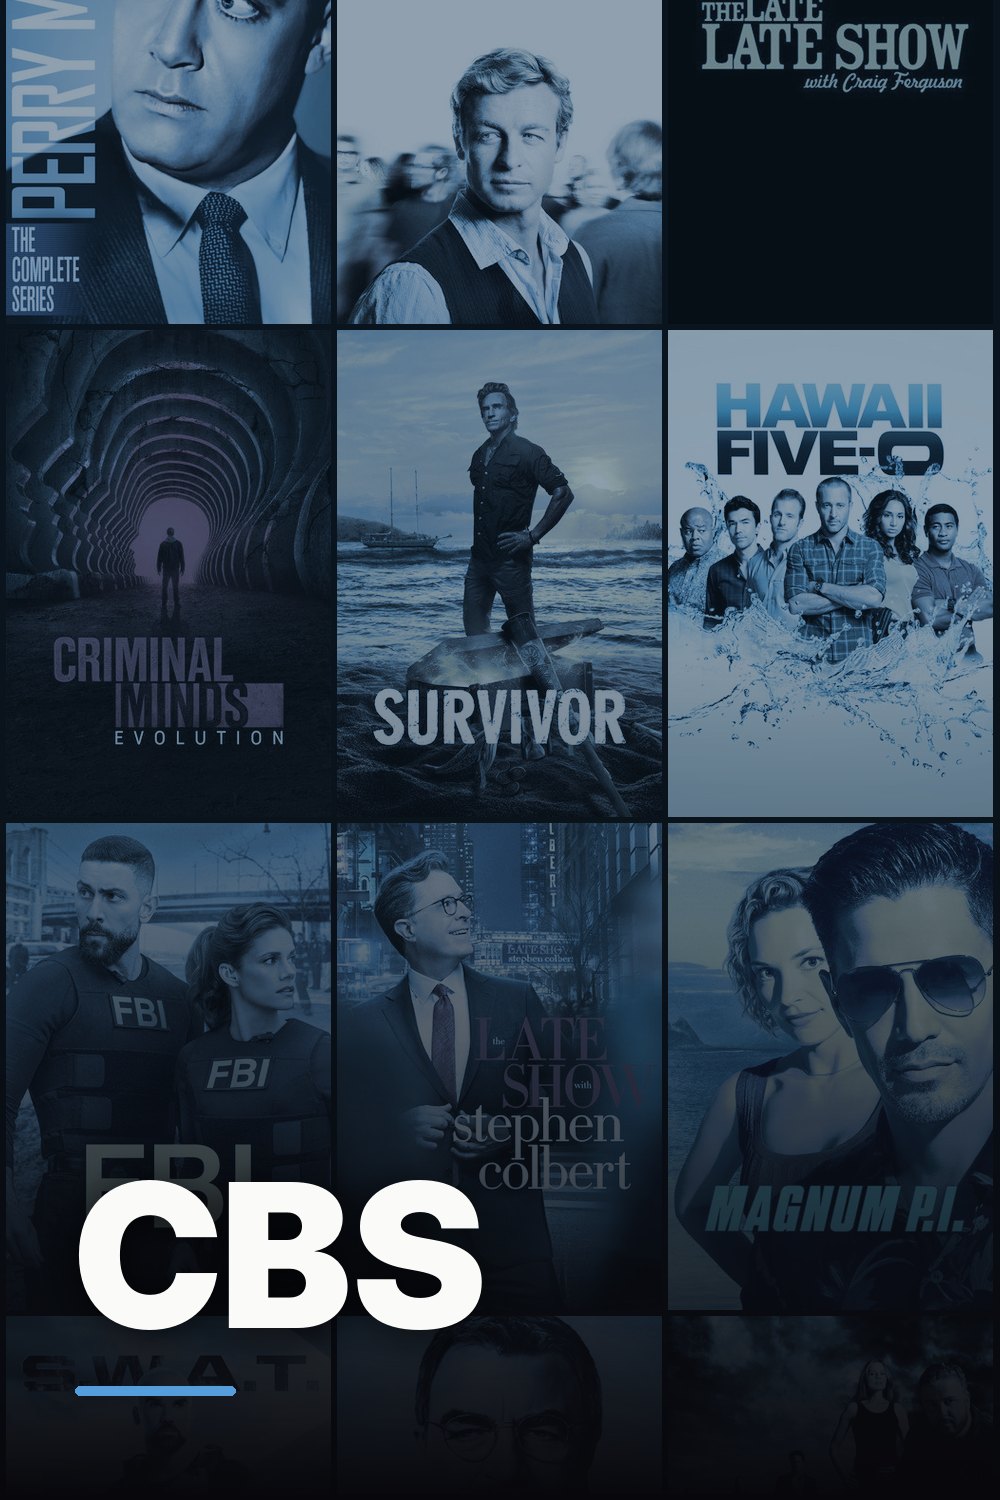 PERRY M
THE
COMPLETE
SERIES
THE LATE
LATE SHOW
with Craig Ferguson
CRIMINAL
MINDS
EVOLUTION
SURVIVOR
HAWAII
FIVE-O
FBI
FBI
FBI
LATE SHOW
stephen colbert
the LATE
SHOW with
stephen
colbert
MAGNUM P.I.
CBS
S.W.A.T.